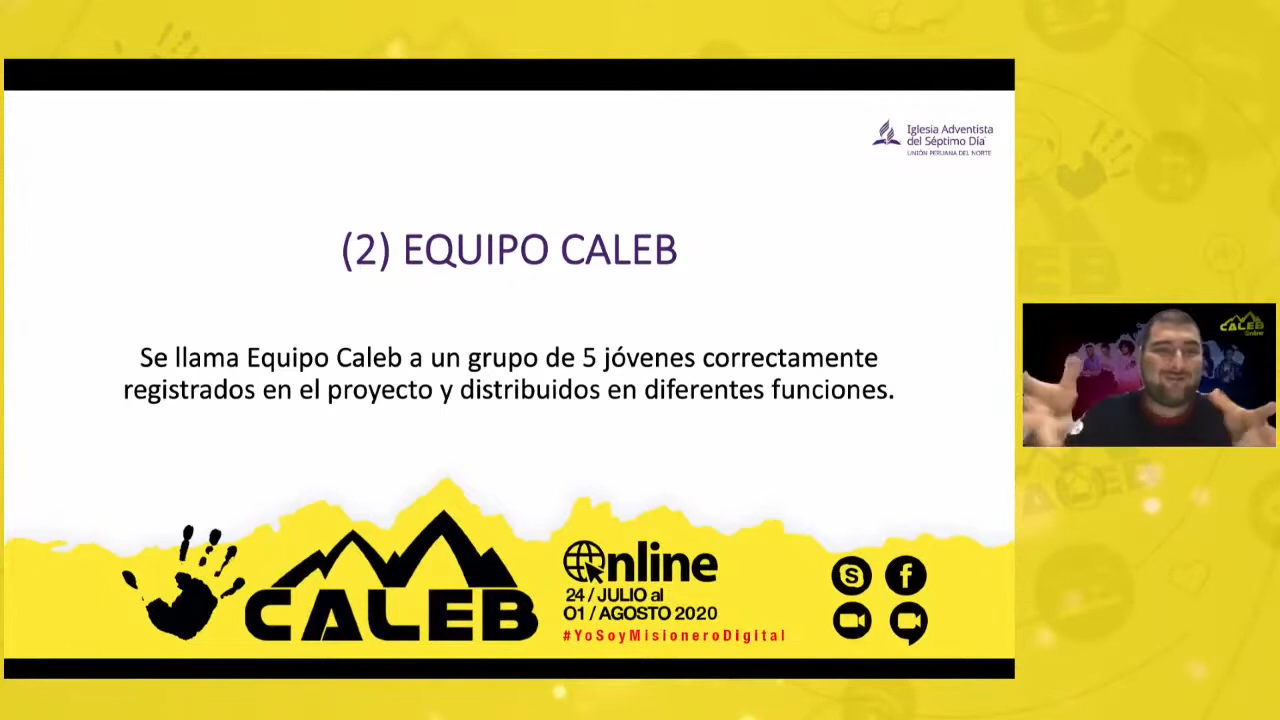 Iglesia Adventista
del Séptimo Día
UNIÓN PERUANA DEL NORTE
(2) EQUIPO CALEB
Se llama Equipo Caleb a un grupo de 5 jóvenes correctamente
registrados en el proyecto y distribuidos en diferentes funciones.
CALEB
Online
24 / JULIO al
01 / AGOSTO 2020
#YoSoyMisioneroDigital
CALEB
Online